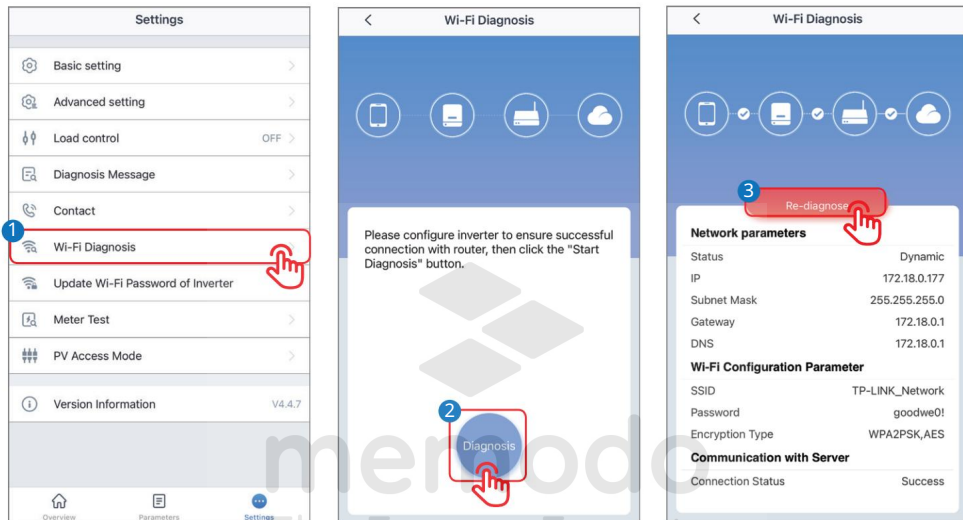 Settings
Basic setting
Advanced setting
Load control OFF
Diagnosis Message
Contact
1
Wi-Fi Diagnosis
Update Wi-Fi Password of Inverter
Meter Test
PV Access Mode
Version Information V4.4.7
Overview Parameters Settings
Wi-Fi Diagnosis
Please configure inverter to ensure successful
connection with router, then click the "Start
Diagnosis" button.
2
Diagnosis
Wi-Fi Diagnosis
3
Re-diagnose
Network parameters
Status Dynamic
IP 172.18.0.177
Subnet Mask 255.255.255.0
Gateway 172.18.0.1
DNS 172.18.0.1
Wi-Fi Configuration Parameter
SSID TP-LINK_Network
Password goodwe0!
Encryption Type WPA2PSK,AES
Communication with Server
Connection Status Success
memodo